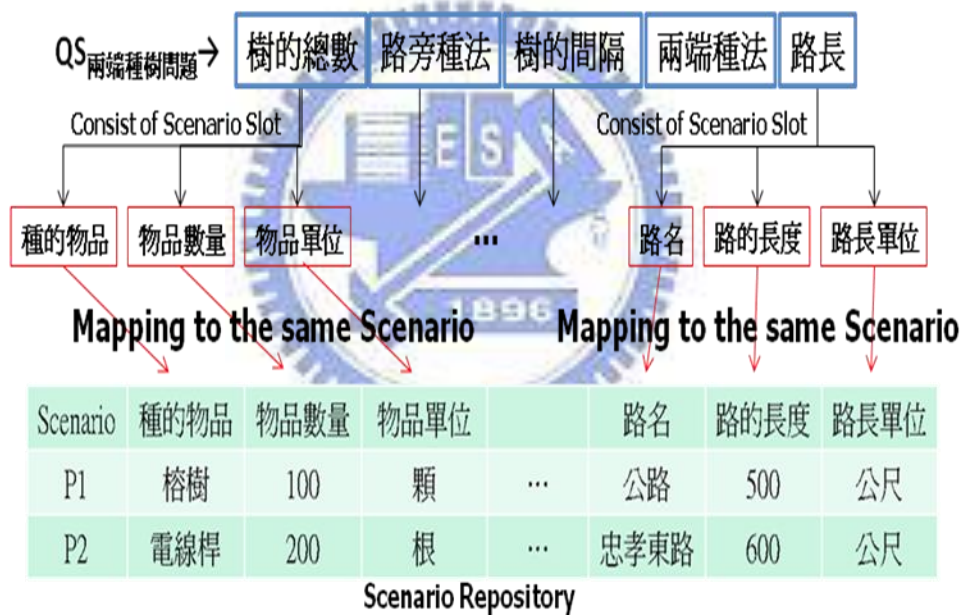 QS兩端種樹問題→ 樹的總數 路旁種法 樹的間隔 兩端種法 路長
Consist of Scenario Slot Consist of Scenario Slot
E S
種的物品 物品數量 物品單位 ... 路名 路的長度 路長單位
1896
Mapping to the same Scenario Mapping to the same Scenario
Scenario 種的物品 物品數量 物品單位 路名 路的長度 路長單位
P1 榕樹 100 顆 ... 公路 500 公尺
P2 電線桿 200 根 ... 忠孝東路 600 公尺
Scenario Repository